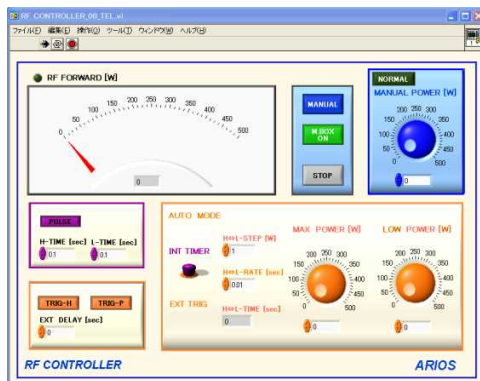 RF CONTROLLER_00_TEL.vi
ファイル(F) 編集(E) 操作(O) ツール(T) ウィンドウ(W) ヘルプ(H)
RF FORWARD [W]
0 50 100 150 200 250 300 350 400 450 500
0
MANUAL
M.BOX
ON
STOP
NORMAL
MANUAL POWER [W]
0 50 100 150 200 250 300 350 400 450 500
0
PULSE
H-TIME [sec] L-TIME [sec]
0.1 0.1
TRIG-H TRIG-P
EXT DELAY [sec]
0
AUTO MODE
INT TIMER
EXT TRIG
H⇔L-STEP [W]
1
H⇔L-RATE [sec]
0.01
H⇔L-TIME [sec]
0
MAX POWER [W]
0 50 100 150 200 250 300 350 400 450 500
0
LOW POWER [W]
0 50 100 150 200 250 300 350 400 450 500
0
RF CONTROLLER
ARIOS